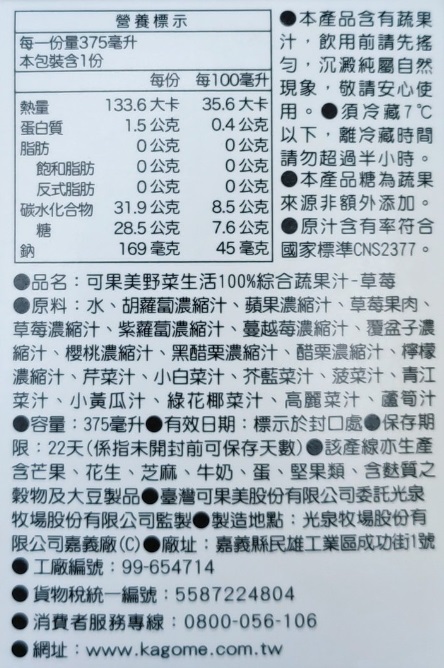 營養標示
每一份量375毫升
本包裝含1份
每份 每100毫升
熱量 133.6大卡 35.6大卡
蛋白質 1.5公克 0.4公克
脂肪 0公克 0公克
飽和脂肪 0公克 0公克
反式脂肪 0公克 0公克
碳水化合物 31.9公克 8.5公克
糖 28.5公克 7.6公克
鈉 169毫克 45毫克
●本產品含有蔬果
汁，飲用前請先搖
勻，沉澱純屬自然
現象，敬請安心使
用。●須冷藏7℃
以下，離冷藏時間
請勿超過半小時。
●本產品糖為蔬果
來源非額外添加。
●原汁含有率符合
國家標準CNS2377。
●品名：可果美野菜生活100%綜合蔬果汁-草莓
●原料：水、胡蘿蔔濃縮汁、蘋果濃縮汁、草莓果肉、
草莓濃縮汁、紫蘿蔔濃縮汁、蔓越莓濃縮汁、覆盆子濃
縮汁、櫻桃濃縮汁、黑醋栗濃縮汁、醋栗濃縮汁、檸檬
濃縮汁、芹菜汁、小白菜汁、芥藍菜汁、菠菜汁、青江
菜汁、小黃瓜汁、綠花椰菜汁、高麗菜汁、蘆筍汁
●容量：375毫升●有效日期：標示於封口處●保存期
限：22天(係指未開封前可保存天數)●該產線亦生產
含芒果、花生、芝麻、牛奶、蛋、堅果類、含麩質之
穀物及大豆製品●臺灣可果美股份有限公司委託光泉
牧場股份有限公司監製●製造地點：光泉牧場股份有
限公司嘉義廠(C)●廠址：嘉義縣民雄工業區成功街1號
●工廠編號：99-654714
●貨物稅統一編號：5587224804
●消費者服務專線：0800-056-106
●網址：www.kagome.com.tw